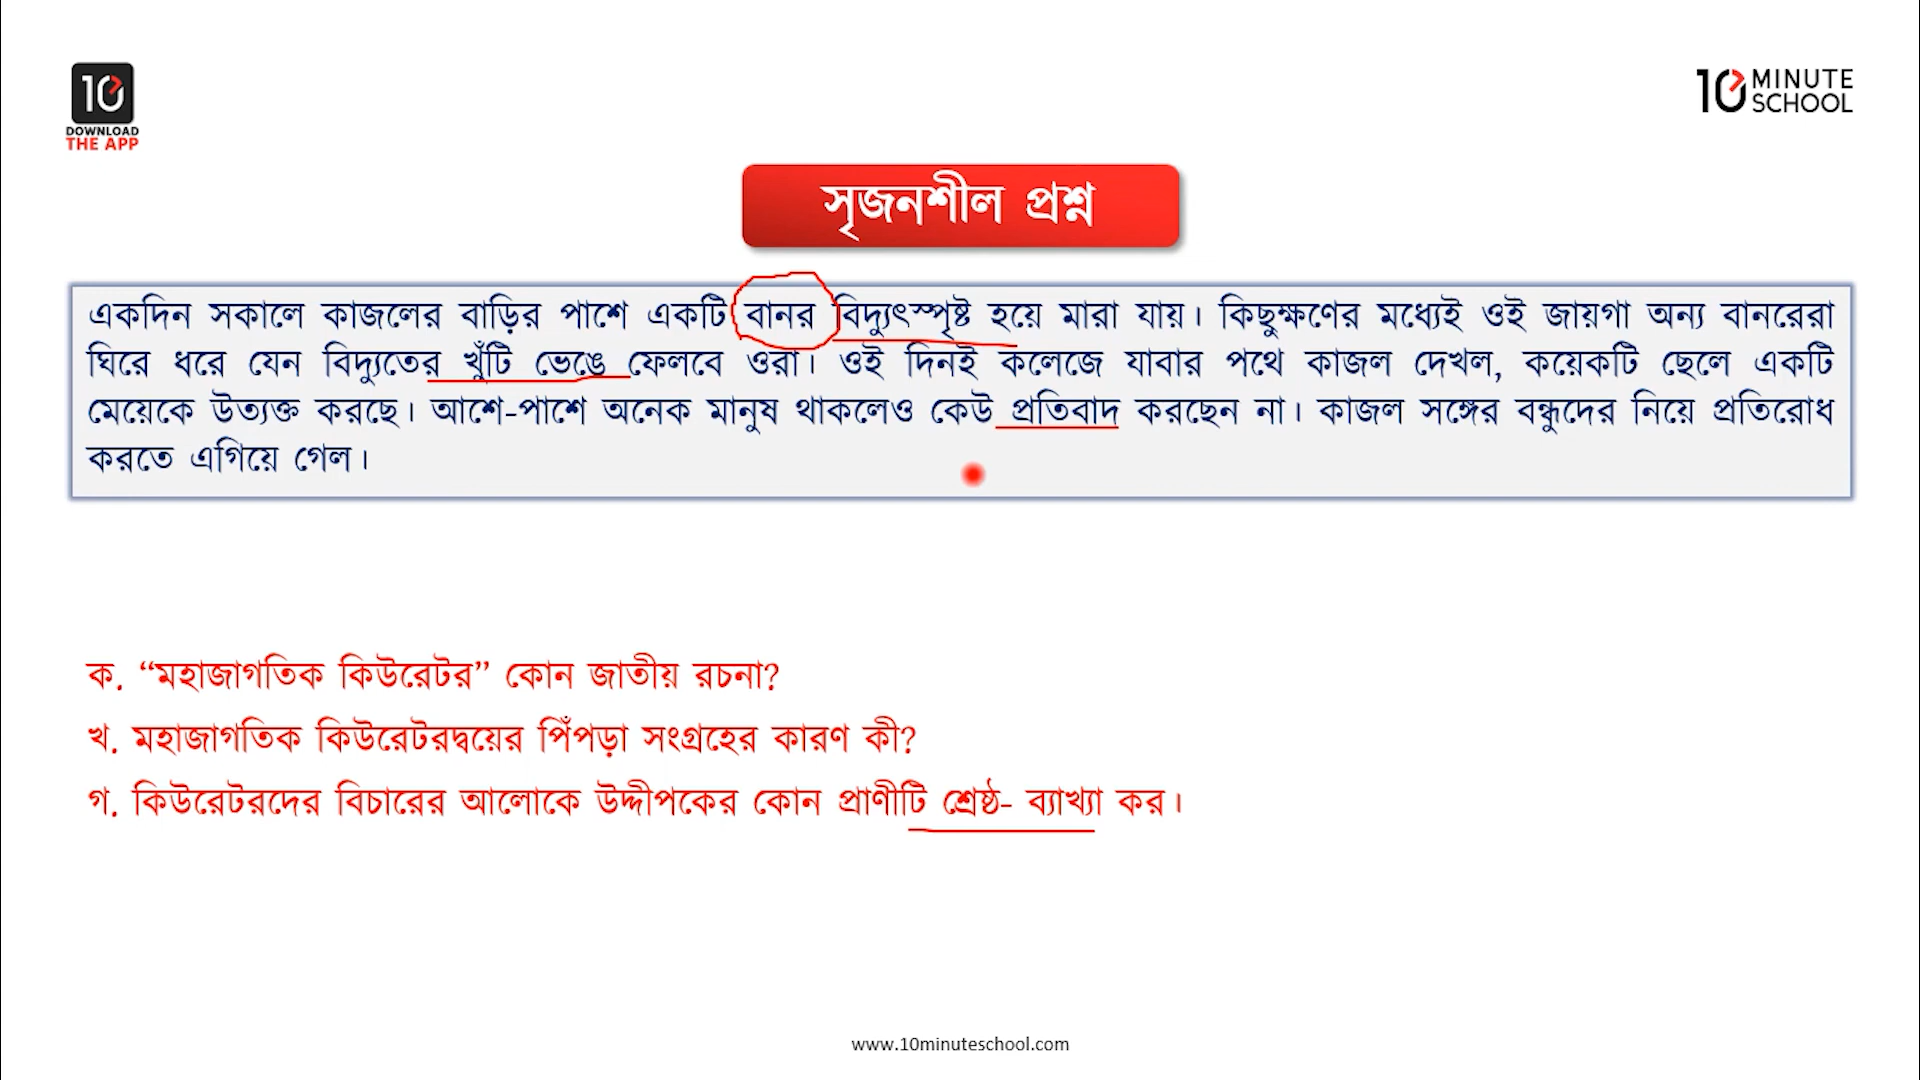 10
DOWNLOAD
THE APP
10 MINUTE
SCHOOL
সৃজনশীল প্রশ্ন
একদিন সকালে কাজলের বাড়ির পাশে একটি বানর বিদ্যুৎস্পৃষ্ট হয়ে মারা যায়। কিছুক্ষণের মধ্যেই ওই জায়গা অন্য বানরেরা
ঘিরে ধরে যেন বিদ্যুতের খুঁটি ভেঙে ফেলবে ওরা। ওই দিনই কলেজে যাবার পথে কাজল দেখল, কয়েকটি ছেলে একটি
মেয়েকে উত্যক্ত করছে। আশে-পাশে অনেক মানুষ থাকলেও কেউ প্রতিবাদ করছেন না। কাজল সঙ্গের বন্ধুদের নিয়ে প্রতিরোধ
করতে এগিয়ে গেল।
ক. “মহাজাগতিক কিউরেটর” কোন জাতীয় রচনা?
খ. মহাজাগতিক কিউরেটরদ্বয়ের পিঁপড়া সংগ্রহের কারণ কী?
গ. কিউরেটরদের বিচারের আলোকে উদ্দীপকের কোন প্রাণীটি শ্রেষ্ঠ- ব্যাখ্যা কর।
www.10minuteschool.com